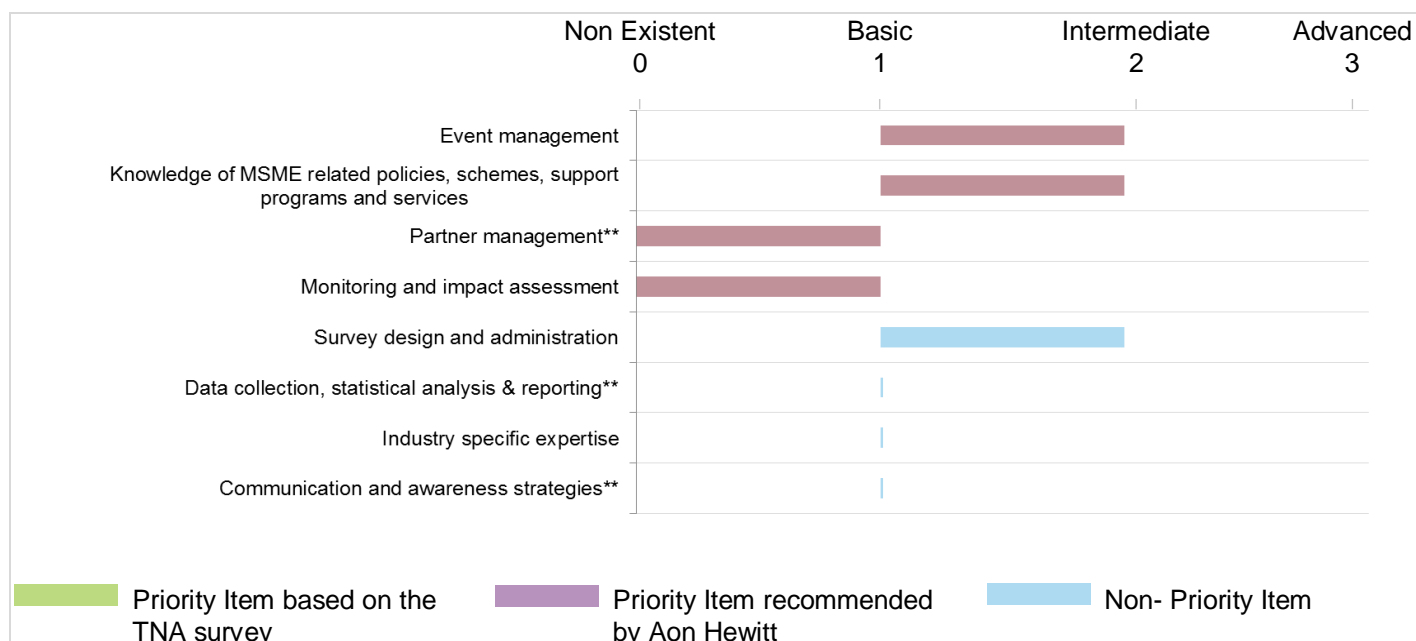 Non Existent
Basic
Intermediate
Advanced
0
1
2
3
Event management
Knowledge of MSME related policies, schemes, support
programs and services
Partner management**
Monitoring and impact assessment
Survey design and administration
Data collection, statistical analysis & reporting**
Industry specific expertise
Communication and awareness strategies**
Priority Item based on the
TNA survey
Priority Item recommended
by Aon Hewitt
Non- Priority Item